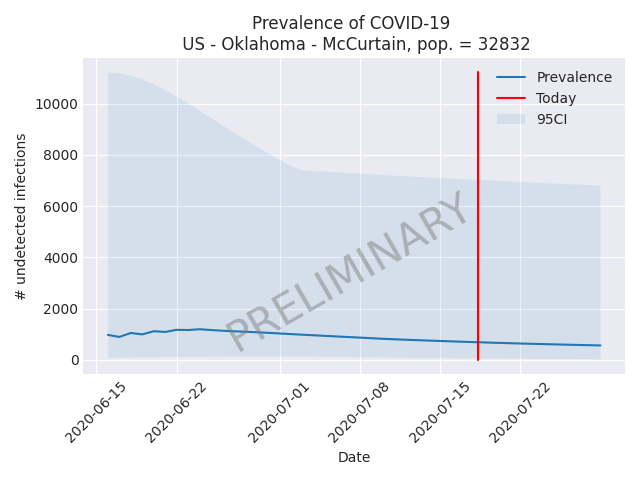 Prevalence of COVID-19
US - Oklahoma - McCurtain, pop. = 32832
Prevalence
Today
95CI
# undetected infections
10000
8000
6000
4000
2000
0
PRELIMINARY
2020-06-15
2020-06-22
2020-07-01
2020-07-08
2020-07-15
2020-07-22
Date